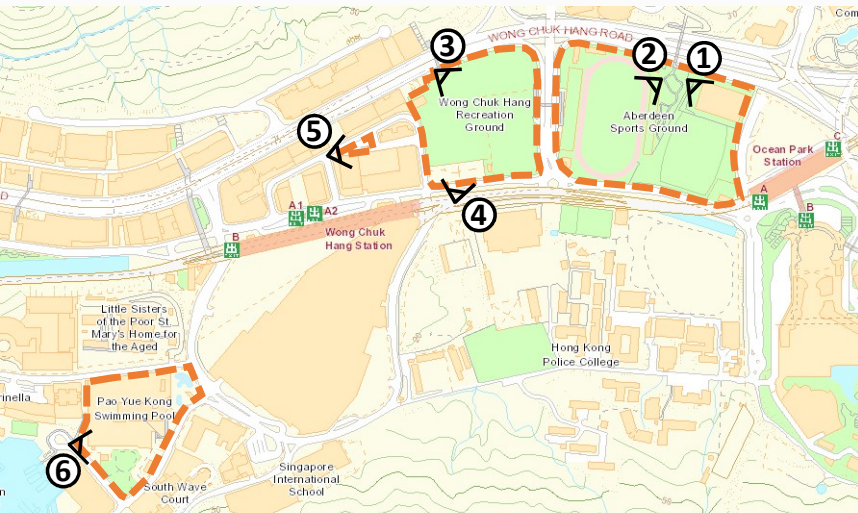 Com
WONG CHUK HANG ROAD
3
2
1
Wong Chuk Hang
Recreation
Ground
Aberdeen
Sports Ground
5
Ocean Park
Station
C
A
B
A1
A2
4
B
Wong Chuk
Hang Station
D
Little Sisters
of the Poor St.
Mary's Home for
the Aged
Hong Kong
Police College
rinella
Pao Yue Kong
Swimming Pool
6
Singapore
International
School
South Wave
Court
n